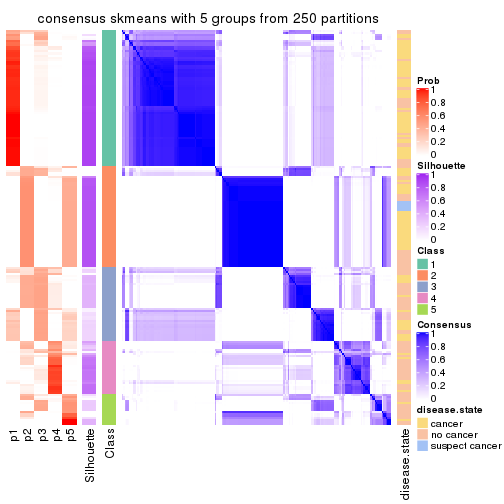 consensus skmeans with 5 groups from 250 partitions
Prob
1
0.8
0.6
0.4
0.2
0
Silhouette
1
0.8
0.6
0.4
0.2
0
Class
1
2
3
4
5
Consensus
1
0.8
0.6
0.4
0.2
0
disease.state
cancer
no cancer
suspect cancer
p1
p2
p3
p4
p5
Silhouette
Class
disease.state